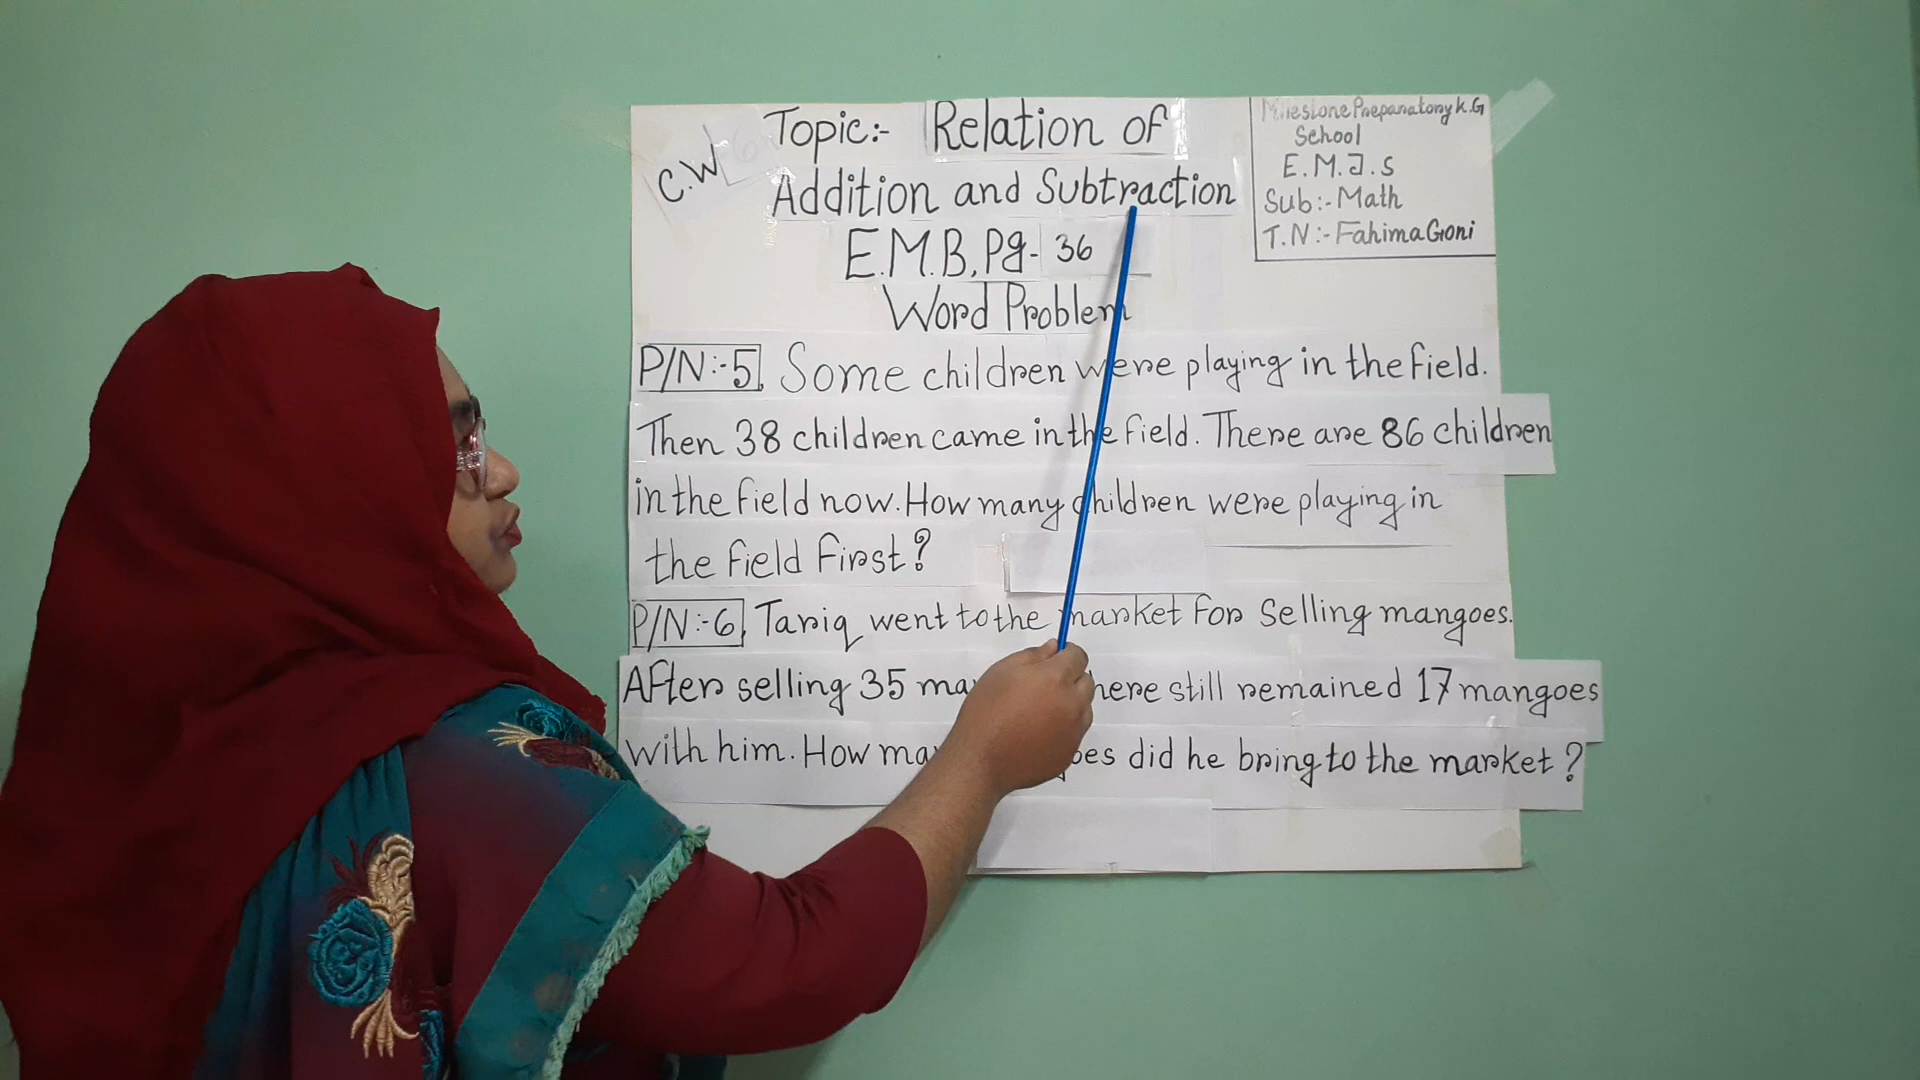 C.W
Topic:- Relation of
Addition and Subtraction
E.M.B, Pg- 36
Word Problem
Milestone Preparatory K.G
School
E.M.I.S
Sub:- Math
T.N:- Fahima Goni
P/N:-5, Some children were playing in the field.
Then 38 children came in the field. There are 86 children
in the field now. How many children were playing in
the field first?
P/N:-6, Tariq went to the market for selling mangoes.
After selling 35 here still remained 17 mangoes
with him. How did he bring to the market?